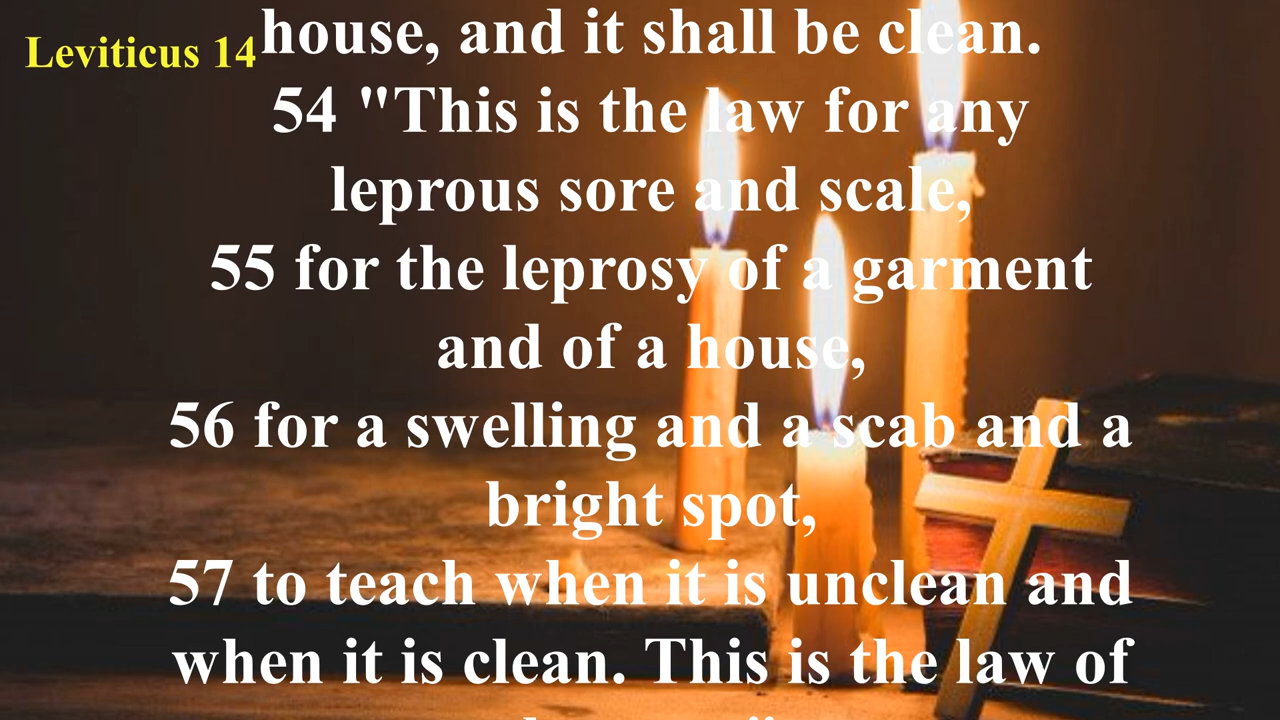 Leviticus 14
house, and it shall be clean.
54 "This is the law for any
leprous sore and scale,
55 for the leprosy of a garment
and of a house,
56 for a swelling and a scab and a
bright spot,
57 to teach when it is unclean and
when it is clean. This is the law of